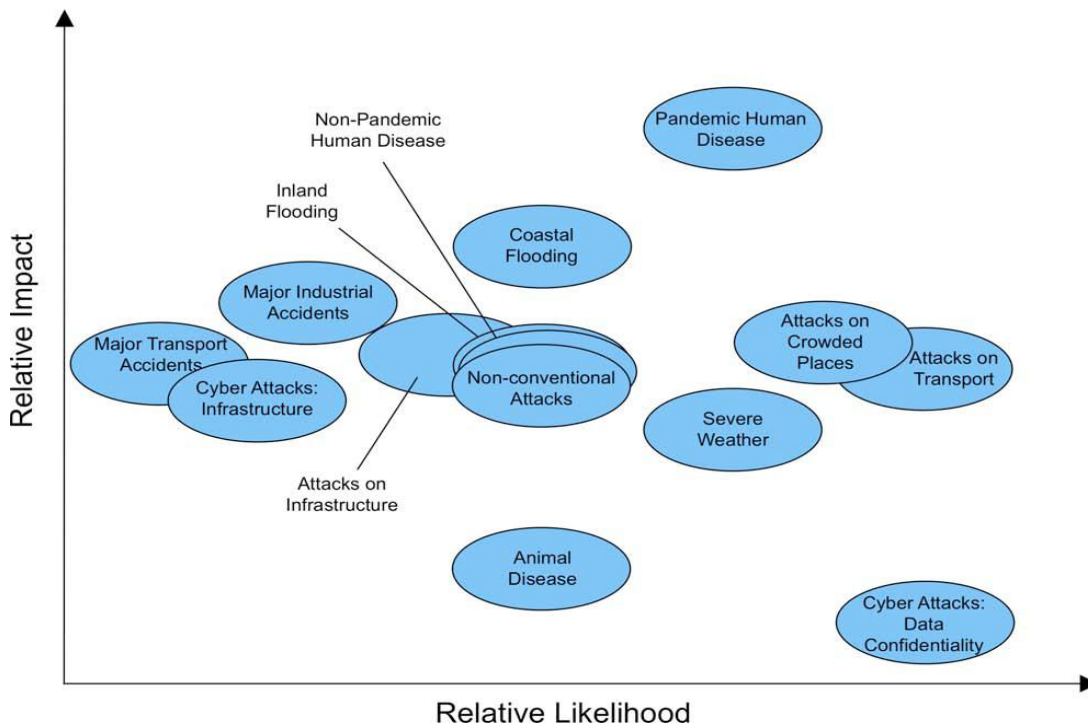 Non-Pandemic
Human Disease
Pandemic Human
Disease
Inland
Flooding
Coastal
Flooding
Major Industrial
Accidents
Major Transport
Accidents
Cyber Attacks:
Infrastructure
Non-conventional
Attacks
Attacks on
Crowded
Places
Attacks on
Transport
Severe
Weather
Attacks on
Infrastructure
Animal
Disease
Cyber Attacks:
Data
Confidentiality
Relative Impact
Relative Likelihood